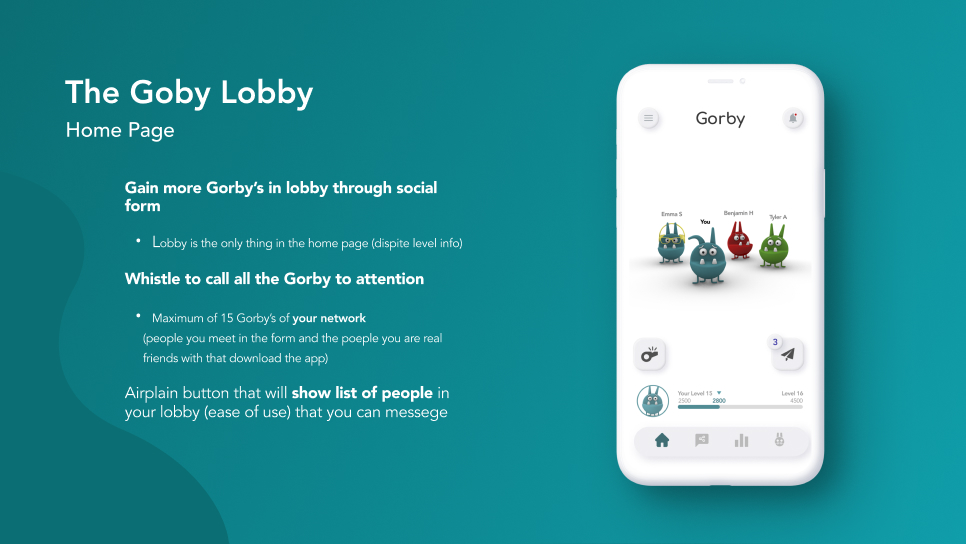 The Goby Lobby
Home Page
Gain more Gorby's in lobby through social
form
• Lobby is the only thing in the home page (dispite level info)
Whistle to call all the Gorby to attention
• Maximum of 15 Gorby's of your network
(people you meet in the form and the poeple you are real
friends with that download the app)
Airplain button that will show list of people in
your lobby (ease of use) that you can messege
Gorby
Emma S
You
Benjamin H
Tyler A
3
Your Level 15
Level 16
2500
2800
4500